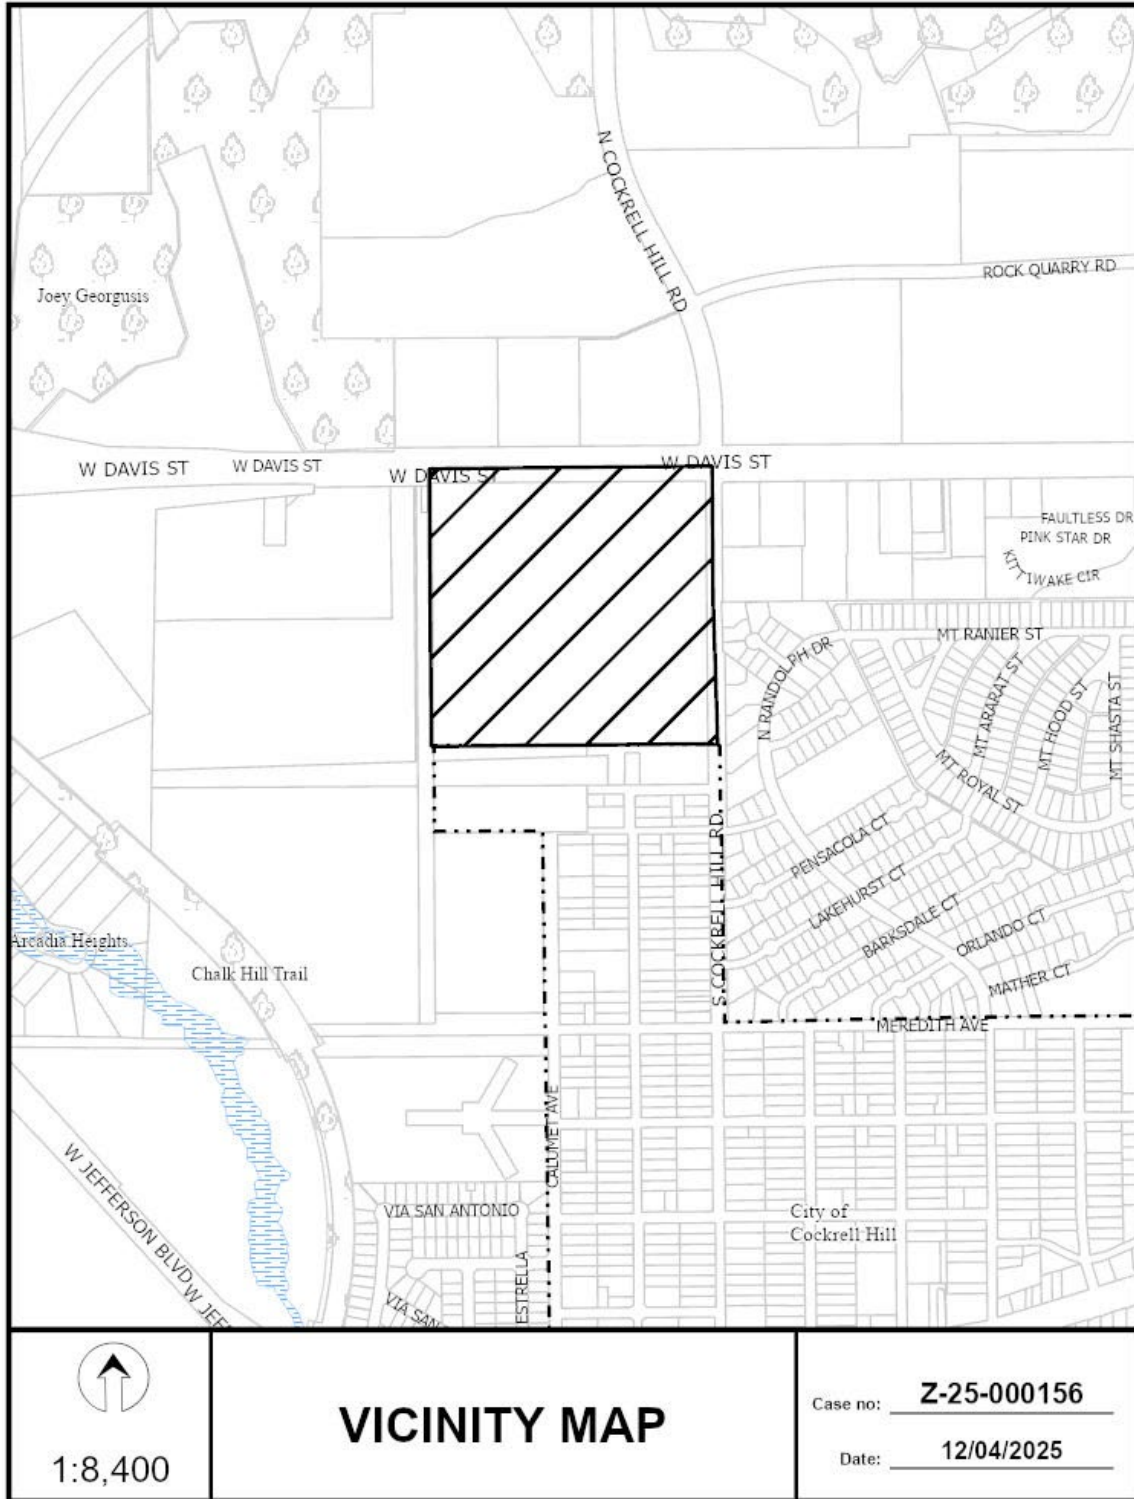 N COCKRELL HILL RD
ROCK QUARRY RD
Joey Georgusis
W DAVIS ST
W DAVIS ST
W DAVIS ST
W DAVIS ST
FAULTLESS DR
PINK STAR DR
KITTIWAKE CIR
MT RANIER ST
N RANDOLPH DR
MT ARARAT ST
MT HOOD ST
MT SHASTA ST
MT ROYAL ST
S COCKRELL HILL RD
PENSACOLA CT
LAKEHURST CT
BARKSDALE CT
ORLANDO CT
MATHER CT
Arcadia Heights
Chalk Hill Trail
MEREDITH AVE
CALUMET AVE
W JEFFERSON BLVD
W JEF
VIA SAN ANTONIO
City of
Cockrell Hill
ESTRELLA
VIA SAN
1:8,400
VICINITY MAP
Case no: Z-25-000156
Date: 12/04/2025